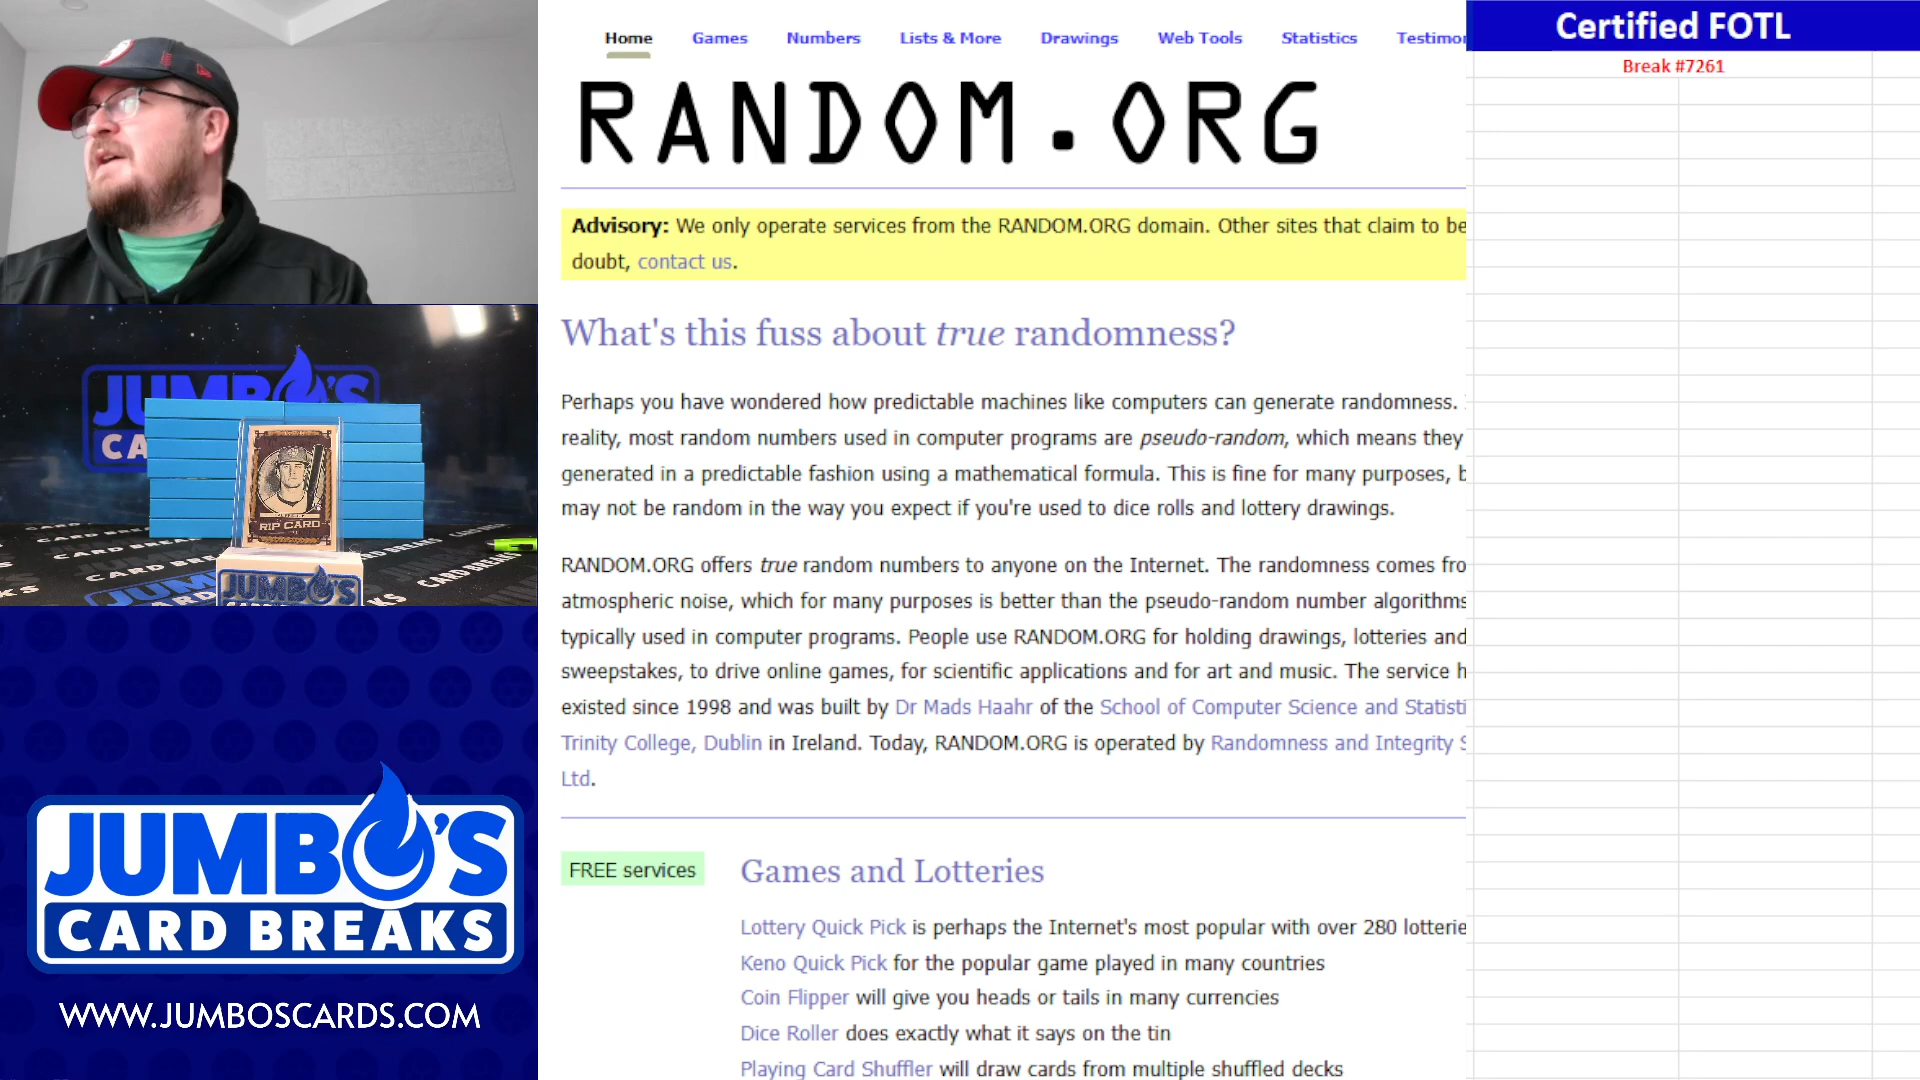 Home Games Numbers Lists & More Drawings Web Tools Statistics
RANDOM.ORG
Advisory: We only operate services from the RANDOM.ORG domain. Other sites that claim to be
doubt, contact us.
What's this fuss about true randomness?
Perhaps you have wondered how predictable machines like computers can generate randomness.
reality, most random numbers used in computer programs are pseudo-random, which means they
generated in a predictable fashion using a mathematical formula. This is fine for many purposes, b
may not be random in the way you expect if you're used to dice rolls and lottery drawings.
RANDOM.ORG offers true random numbers to anyone on the Internet. The randomness comes fro
atmospheric noise, which for many purposes is better than the pseudo-random number algorithms
typically used in computer programs. People use RANDOM.ORG for holding drawings, lotteries and
sweepstakes, to drive online games, for scientific applications and for art and music. The service h
existed since 1998 and was built by Dr Mads Haahr of the School of Computer Science and Statisti
Trinity College, Dublin in Ireland. Today, RANDOM.ORG is operated by Randomness and Integrity S
Ltd.
FREE services
Games and Lotteries
Lottery Quick Pick is perhaps the Internet's most popular with over 280 lotterie
Keno Quick Pick for the popular game played in many countries
Coin Flipper will give you heads or tails in many currencies
Dice Roller does exactly what it says on the tin
Playing Card Shuffler will draw cards from multiple shuffled decks
Certified FOTL
Break #7261
JUMBO'S
CA
RIP CARD
JUMBO'S
CARD BREAKS
CARD BREAKS
JUMBO'S
CARD BREAKS
WWW.JUMBOSCARDS.COM